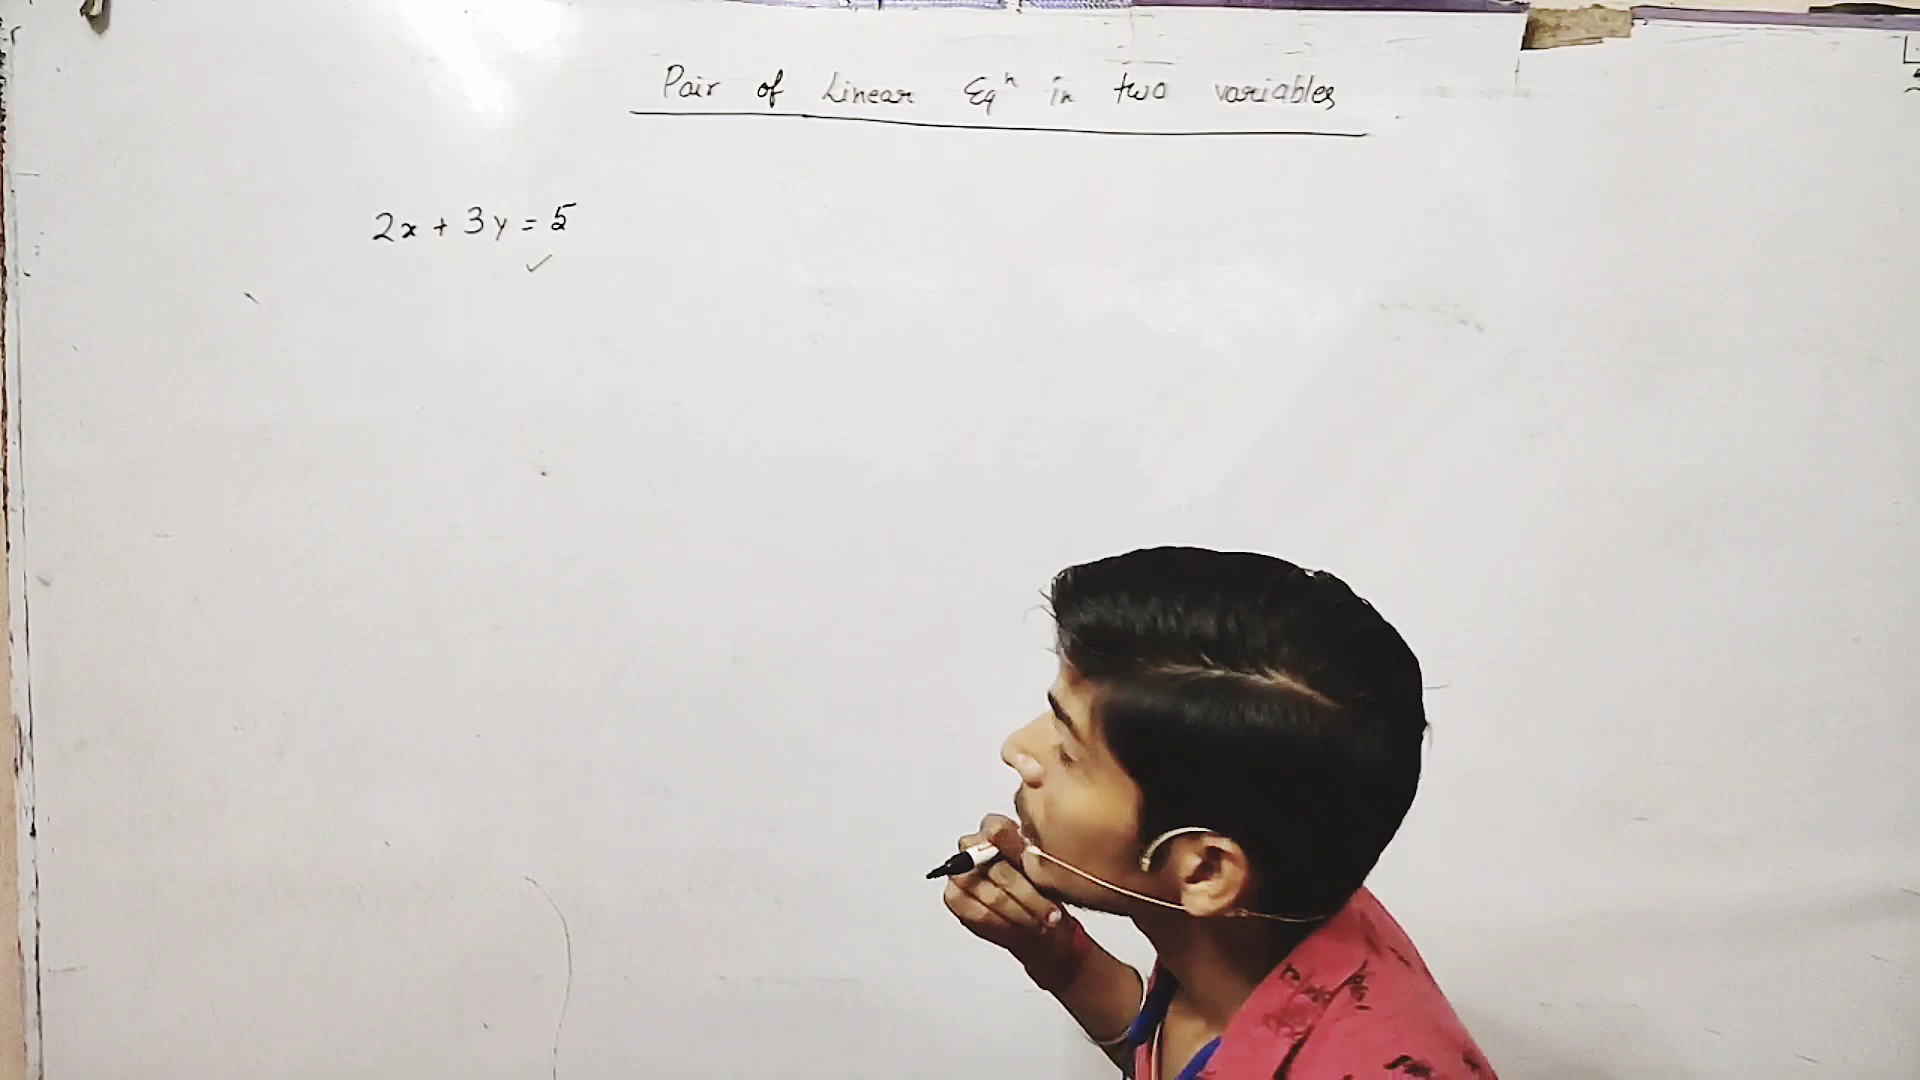 Pair of Linear Eqⁿ in two variables
2x + 3y = 5